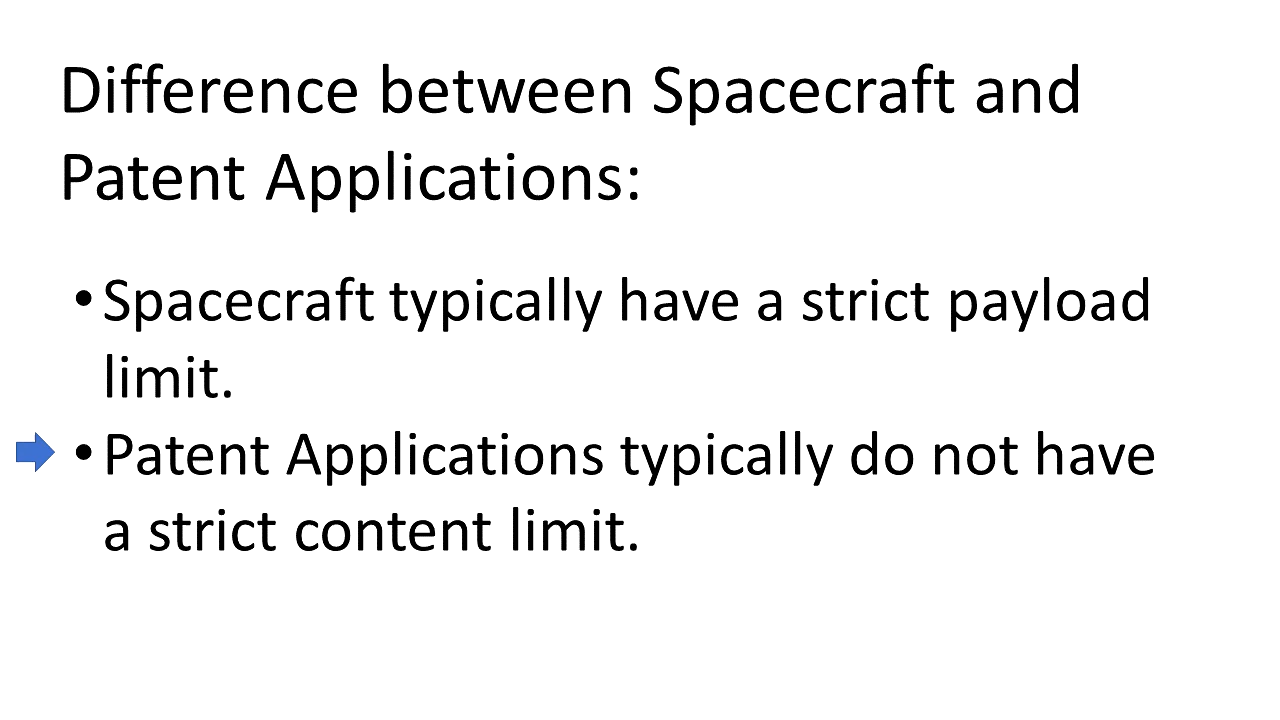 Difference between Spacecraft and
Patent Applications:
•Spacecraft typically have a strict payload
limit.
•Patent Applications typically do not have
a strict content limit.